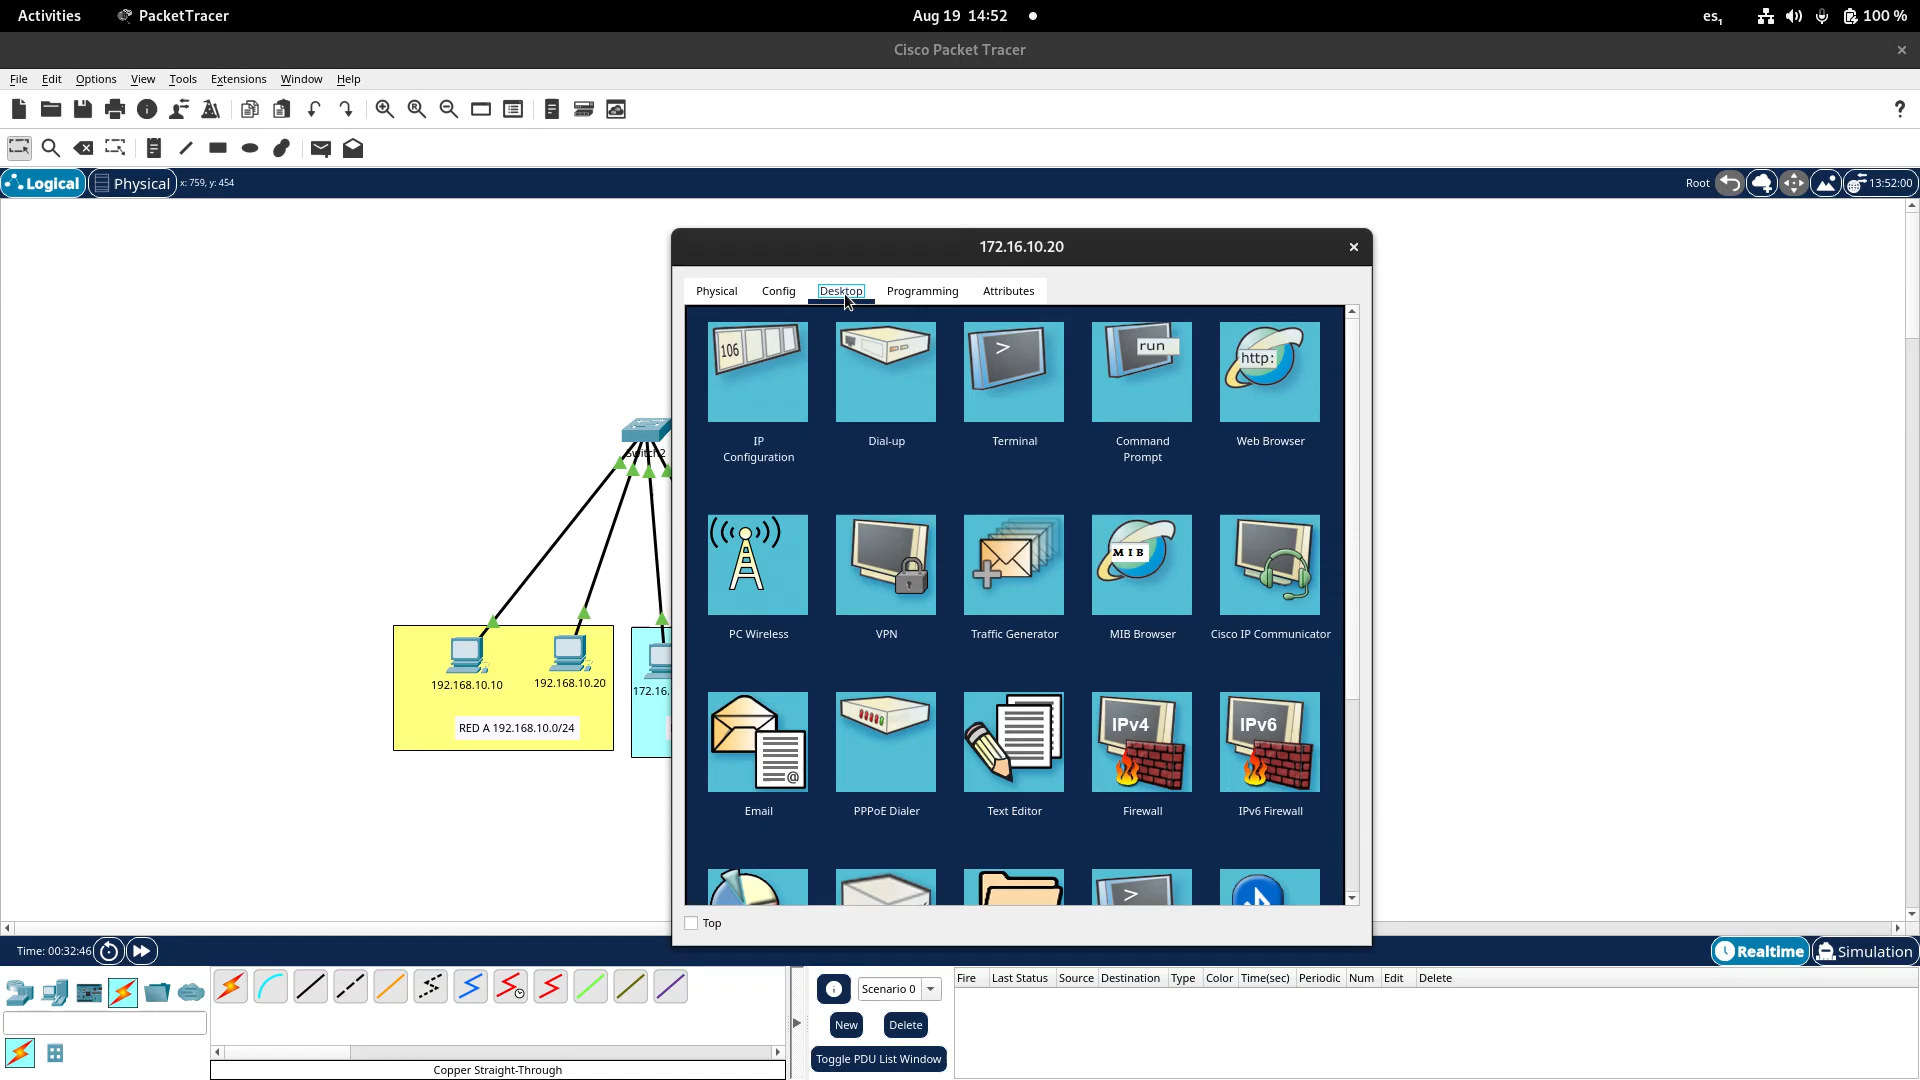 Activities
PacketTracer
Aug 19 14:52
es₁
100 %
Cisco Packet Tracer
File
Edit
Options
View
Tools
Extensions
Window
Help
Logical
Physical
x: 759, y: 454
Root
13:52:00
172.16.10.20
Physical
Config
Desktop
Programming
Attributes
106
>
run
http:
IP
Configuration
Dial-up
Terminal
Command
Prompt
Web Browser
MIB
PC Wireless
VPN
Traffic Generator
MIB Browser
Cisco IP Communicator
@
IPv4
IPv6
Email
PPPoE Dialer
Text Editor
Firewall
IPv6 Firewall
>
Top
Switch2
192.168.10.10
192.168.10.20
172.16.
RED A 192.168.10.0/24
Time: 00:32:46
Realtime
Simulation
Scenario 0
New
Delete
Toggle PDU List Window
Fire
Last Status
Source
Destination
Type
Color
Time(sec)
Periodic
Num
Edit
Delete
Copper Straight-Through